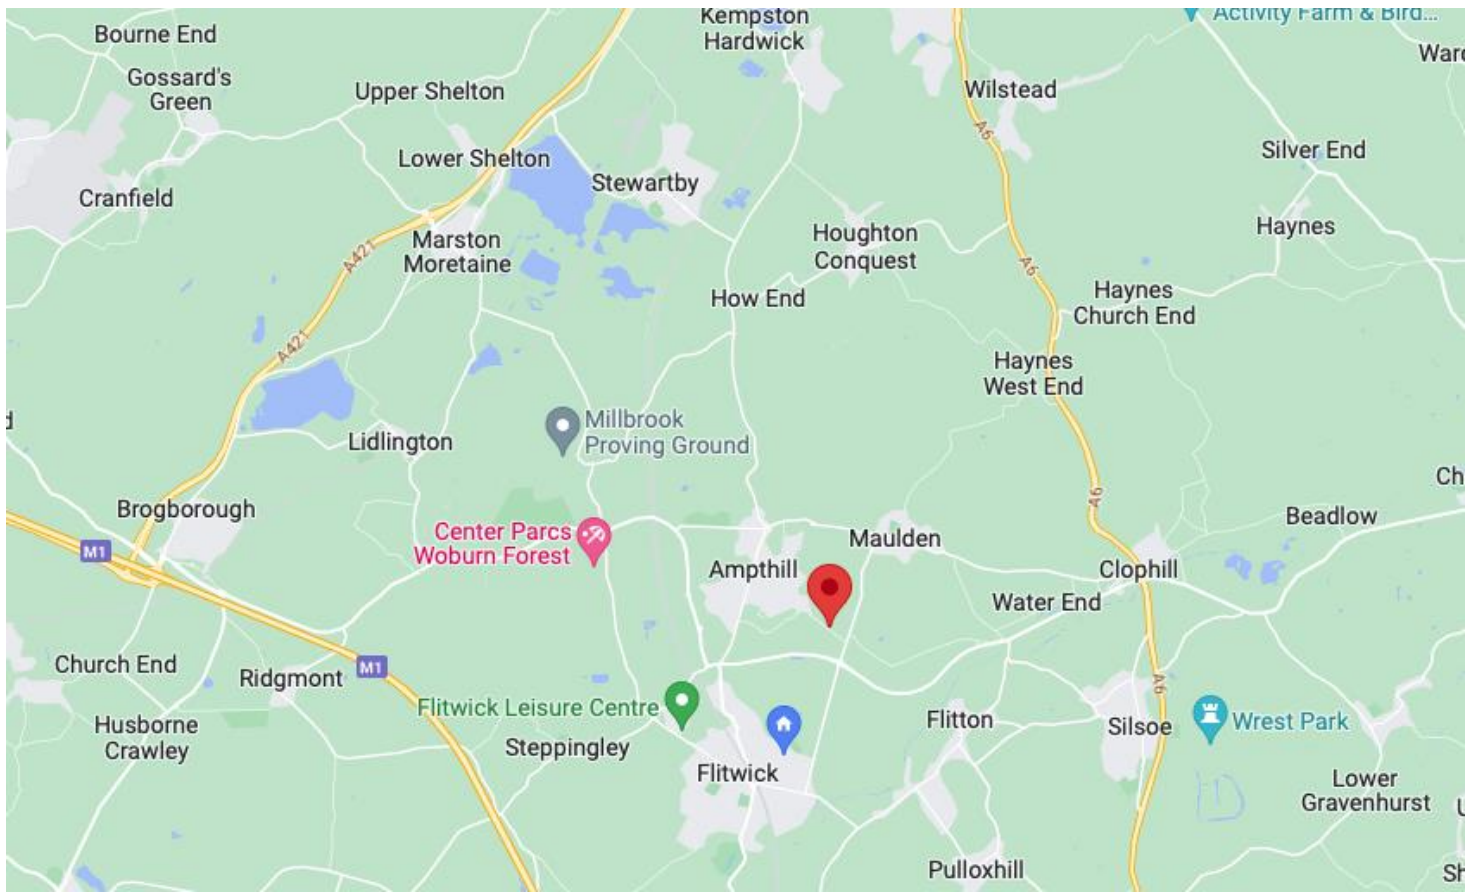 Kempston
Hardwick
Activity Farm & Bird...
Bourne End
Gossard's
Green
Upper Shelton
Wilstead
Lower Shelton
Silver End
Stewartby
Cranfield
A6
Haynes
Houghton
Conquest
Marston
Moretaine
A421
A6
How End
Haynes
Church End
A421
Haynes
West End
Millbrook
Proving Ground
Lidlington
A6
Brogborough
Beadlow
Center Parcs
Woburn Forest
Maulden
M1
Ampthill
Clophill
Water End
Church End
M1
Ridgmont
A6
Flitwick Leisure Centre
Flitton
Silsoe
Wrest Park
Husborne
Crawley
Steppingley
Flitwick
Lower
Gravenhurst
Pulloxhill